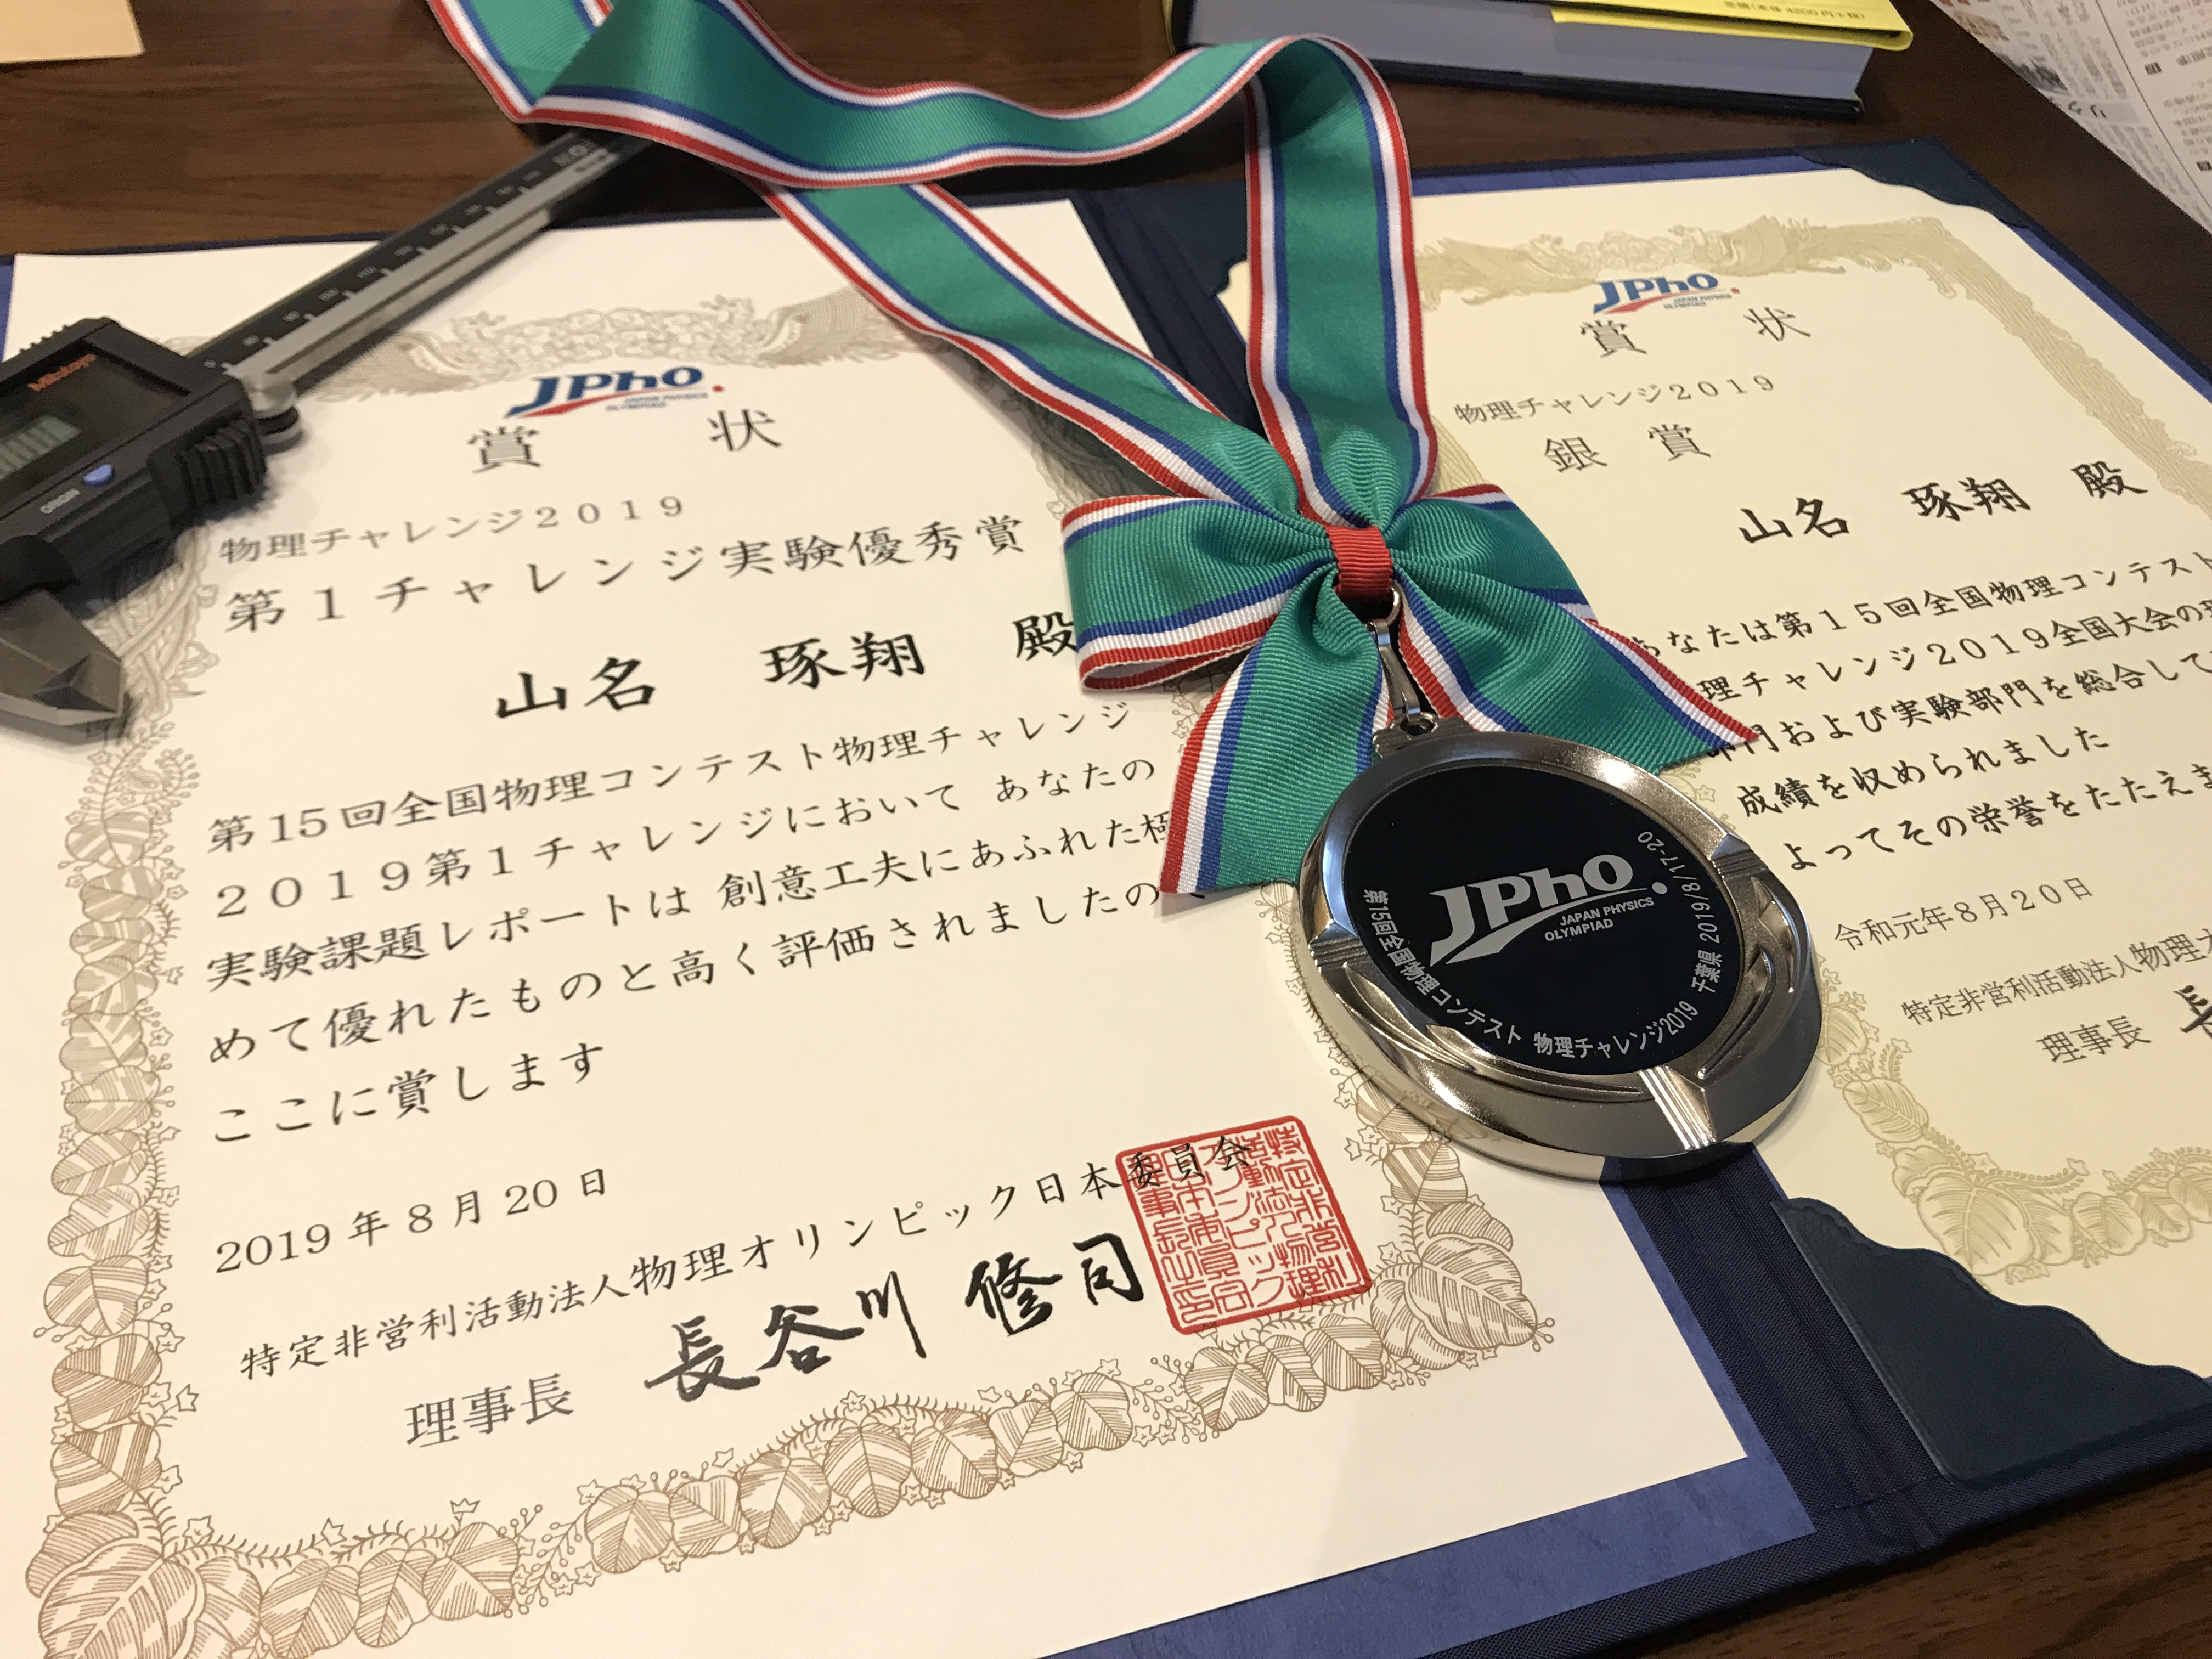 定価(本体4200円+税)
Mitutoyo
ORIGIN
JPhO
JAPAN PHYSICS
OLYMPIAD
賞 状
物理チャレンジ2019
第1チャレンジ実験優秀賞
山名 琢翔 殿
第15回全国物理コンテスト物理チャレンジ
2019第1チャレンジにおいて あなたの
実験課題レポートは 創意工夫にあふれた極
めて優れたものと高く評価されましたの
ここに賞します
2019年8月20日
特定非営利活動法人物理オリンピック日本委員会
理事長 長谷川 修司
特定非営利
活動法人物理
オリンピック
日本委員会
理事長之印
JPhO
JAPAN PHYSICS
OLYMPIAD
賞 状
物理チャレンジ2019
銀 賞
山名 琢翔 殿
あなたは第15回全国物理コンテスト
理チャレンジ2019全国大会の理
部門および実験部門を総合して
成績を収められました
よってその栄誉をたたえま
令和元年8月20日
特定非営利活動法人物理オ
理事長 長
JPhO
JAPAN PHYSICS
OLYMPIAD
第15回全国物理コンテスト 物理チャレンジ2019 千葉県 2019/8/17-20